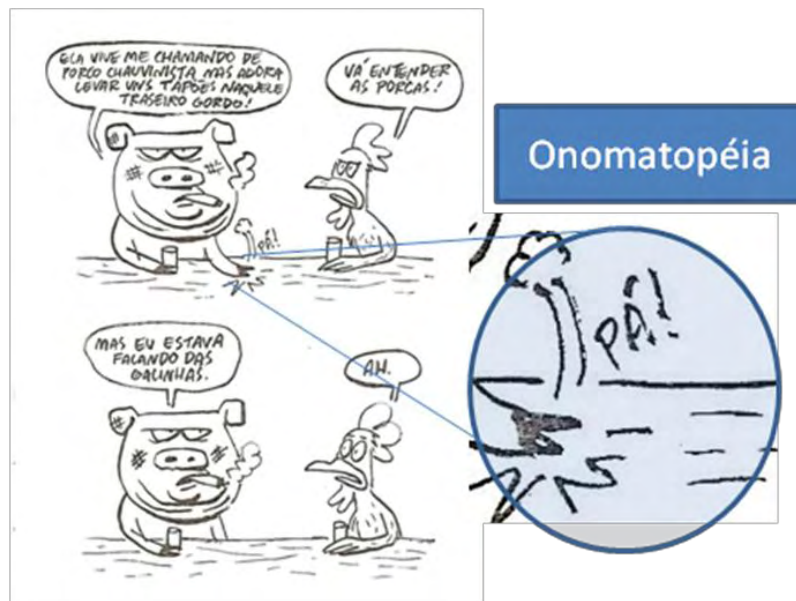 ELA VIVE ME CHAMANDO DE
PORCO CHAUVINISTA MAS ADORA
LEVAR UNS TAPÕES NAQUELE
TRASEIRO GORDO!
VÁ ENTENDER
AS PORCAS!
PÁ!
Onomatopéia
PÁ!
MAS EU ESTAVA
FALANDO DAS
GALINHAS.
AH.